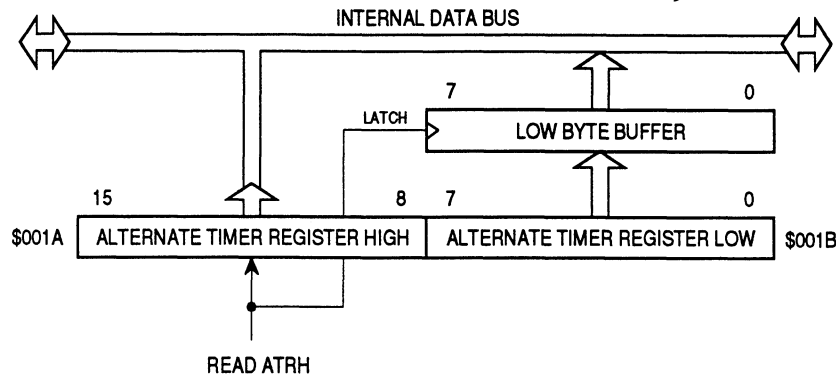 INTERNAL DATA BUS
7 0
LATCH
LOW BYTE BUFFER
15 8 7 0
$001A ALTERNATE TIMER REGISTER HIGH ALTERNATE TIMER REGISTER LOW $001B
READ ATRH